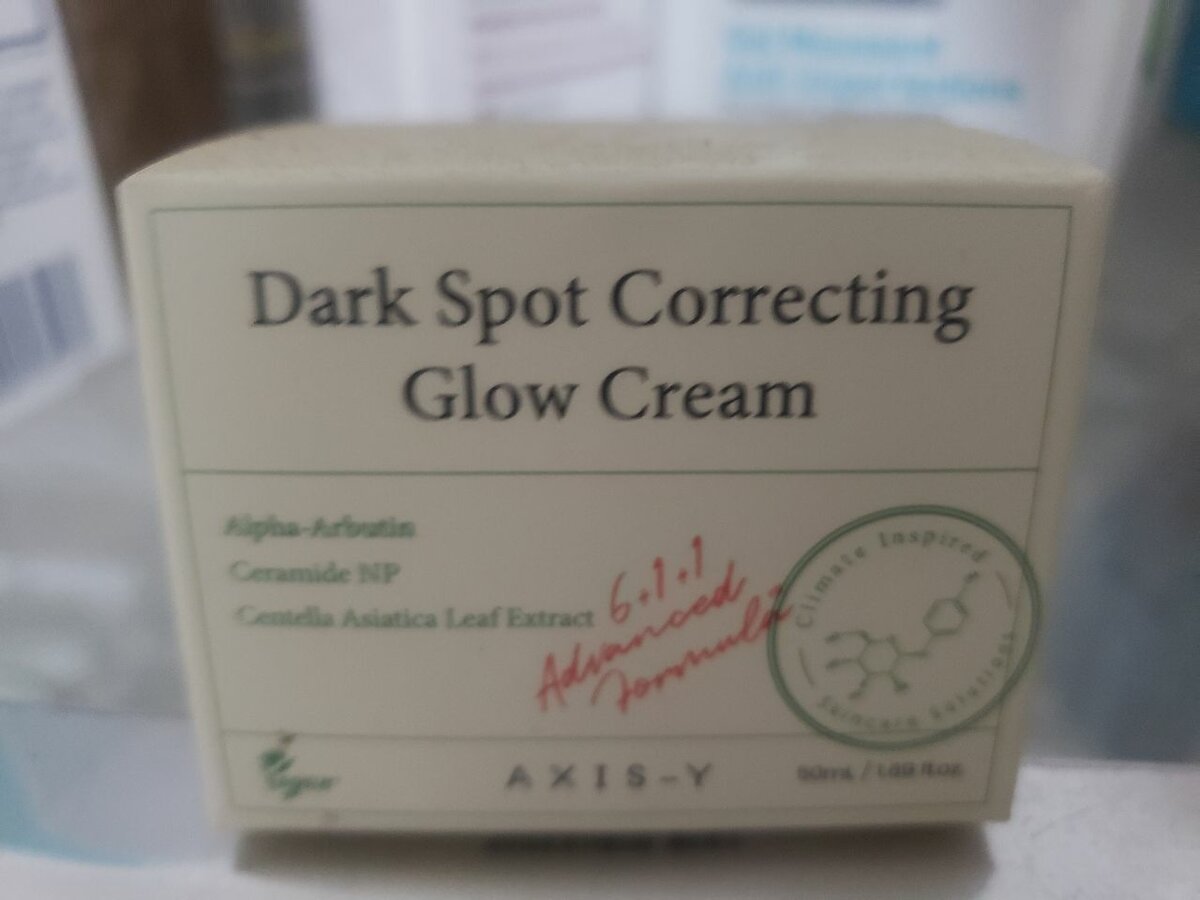 Dark Spot Correcting
Glow Cream
Alpha-Arbutin
Ceramide NP
Centella Asiatica Leaf Extract
6.1.1
Advanced
Formula
Climate Inspired
Skincare Solutions
Vegan
AXIS-Y
50mL / 1.69 fl.oz.